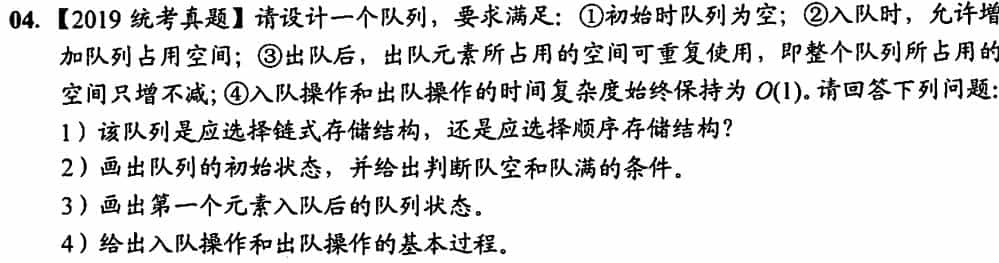 04.【2019 统考真题】请设计一个队列，要求满足：①初始时队列为空；②入队时，允许增
加队列占用空间；③出队后，出队元素所占用的空间可重复使用，即整个队列所占用的
空间只增不减；④入队操作和出队操作的时间复杂度始终保持为 O(1)。请回答下列问题：
1）该队列是应选择链式存储结构，还是应选择顺序存储结构？
2）画出队列的初始状态，并给出判断队空和队满的条件。
3）画出第一个元素入队后的队列状态。
4）给出入队操作和出队操作的基本过程。